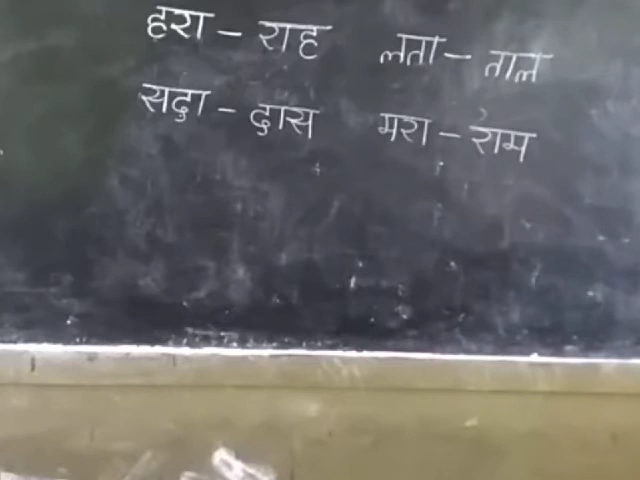 हरा – राह लता – ताल
सदा – दास मरा – राम